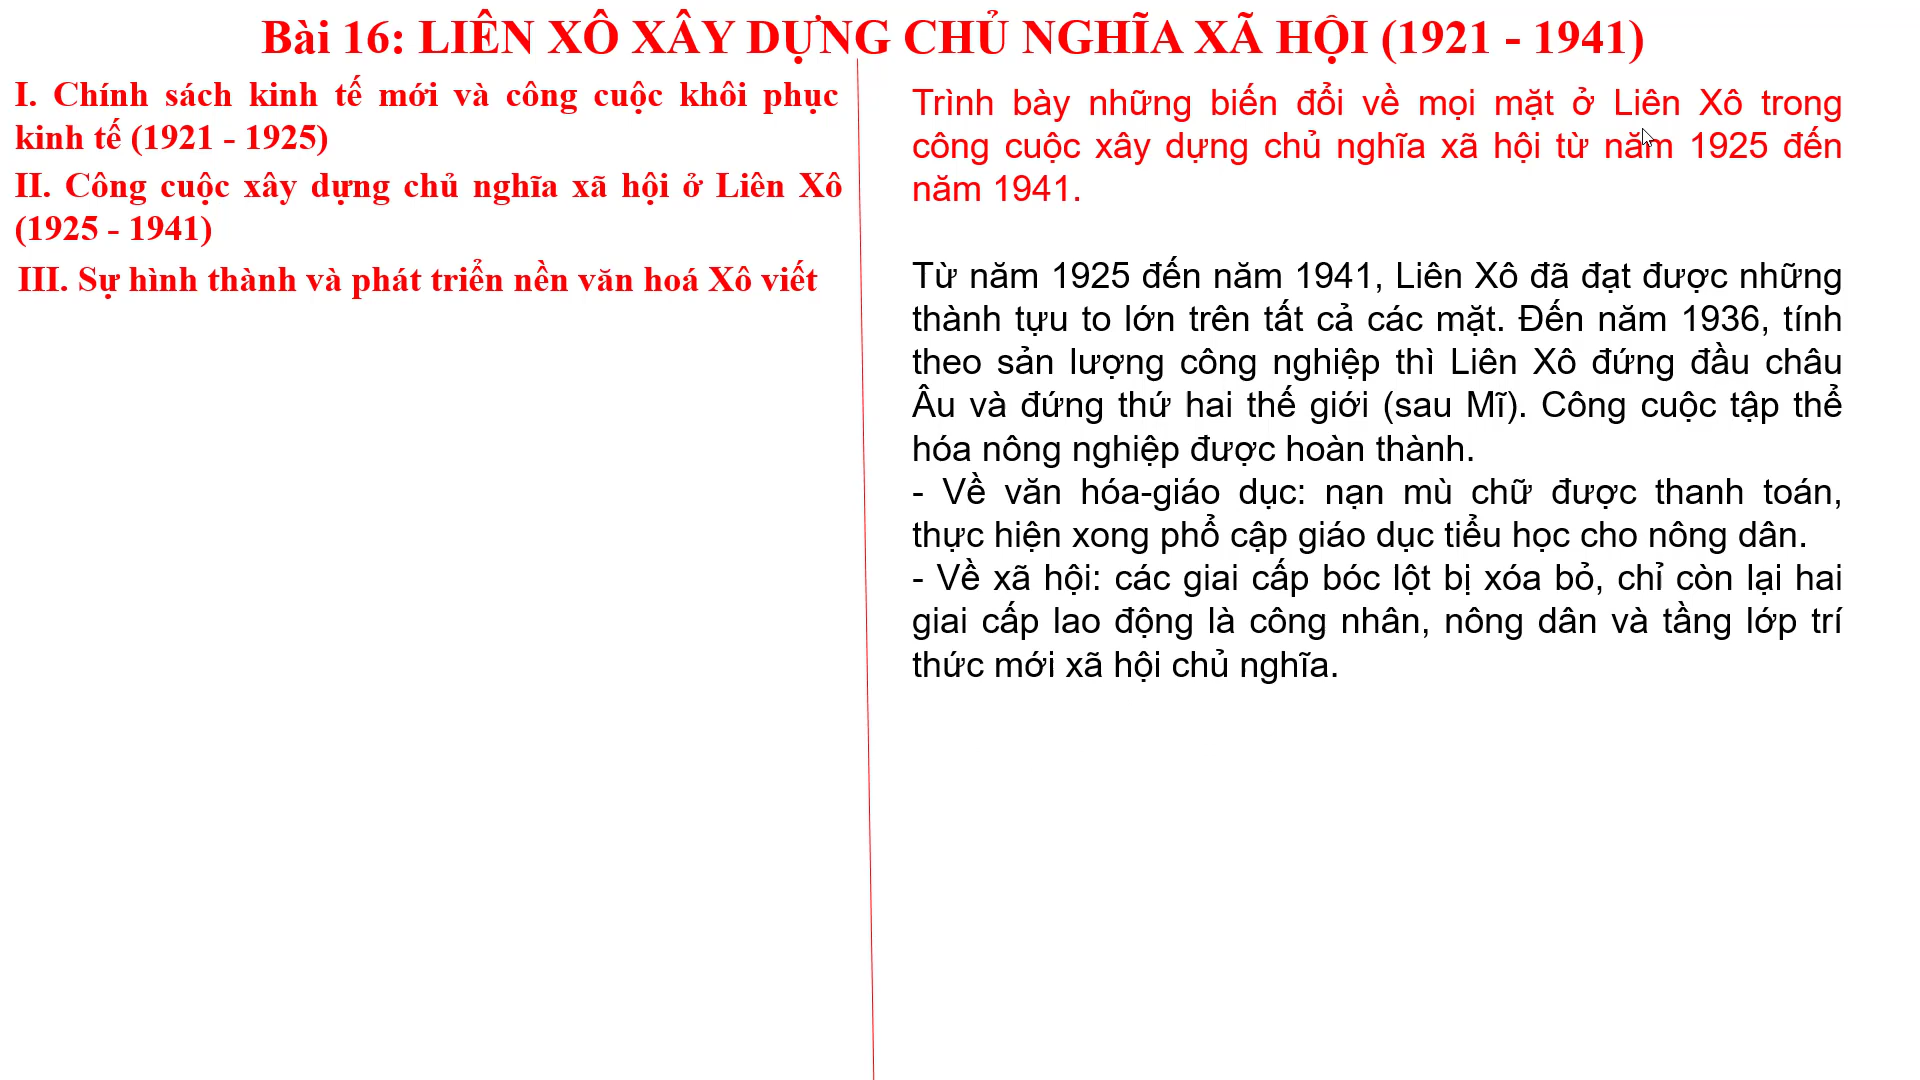 Bài 16: LIÊN XÔ XÂY DỰNG CHỦ NGHĨA XÃ HỘI (1921 - 1941)
I. Chính sách kinh tế mới và công cuộc khôi phục
kinh tế (1921 - 1925)
II. Công cuộc xây dựng chủ nghĩa xã hội ở Liên Xô
(1925 - 1941)
III. Sự hình thành và phát triển nền văn hoá Xô viết
Trình bày những biến đổi về mọi mặt ở Liên Xô trong
công cuộc xây dựng chủ nghĩa xã hội từ năm 1925 đến
năm 1941.
Từ năm 1925 đến năm 1941, Liên Xô đã đạt được những
thành tựu to lớn trên tất cả các mặt. Đến năm 1936, tính
theo sản lượng công nghiệp thì Liên Xô đứng đầu châu
Âu và đứng thứ hai thế giới (sau Mĩ). Công cuộc tập thể
hóa nông nghiệp được hoàn thành.
- Về văn hóa-giáo dục: nạn mù chữ được thanh toán,
thực hiện xong phổ cập giáo dục tiểu học cho nông dân.
- Về xã hội: các giai cấp bóc lột bị xóa bỏ, chỉ còn lại hai
giai cấp lao động là công nhân, nông dân và tầng lớp trí
thức mới xã hội chủ nghĩa.